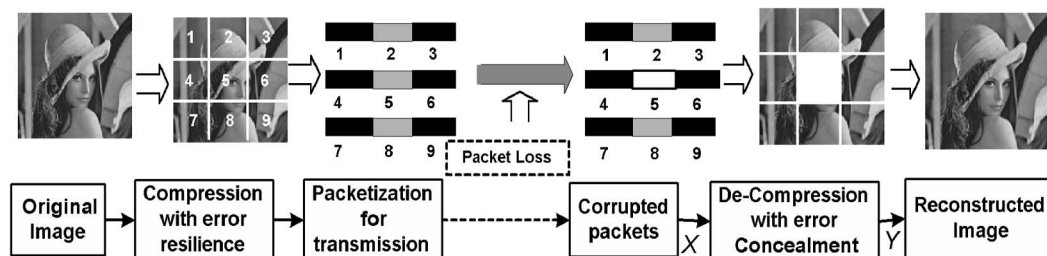 1 2 3
4 5 6
7 8 9
1 2 3
4 5 6
7 8 9
Packet Loss
1 2 3
4 5 6
7 8 9
Original
Image
Compression
with error
resilience
Packetization
for
transmission
Corrupted
packets
X
De-Compression
with error
Concealment
Y
Reconstructed
Image